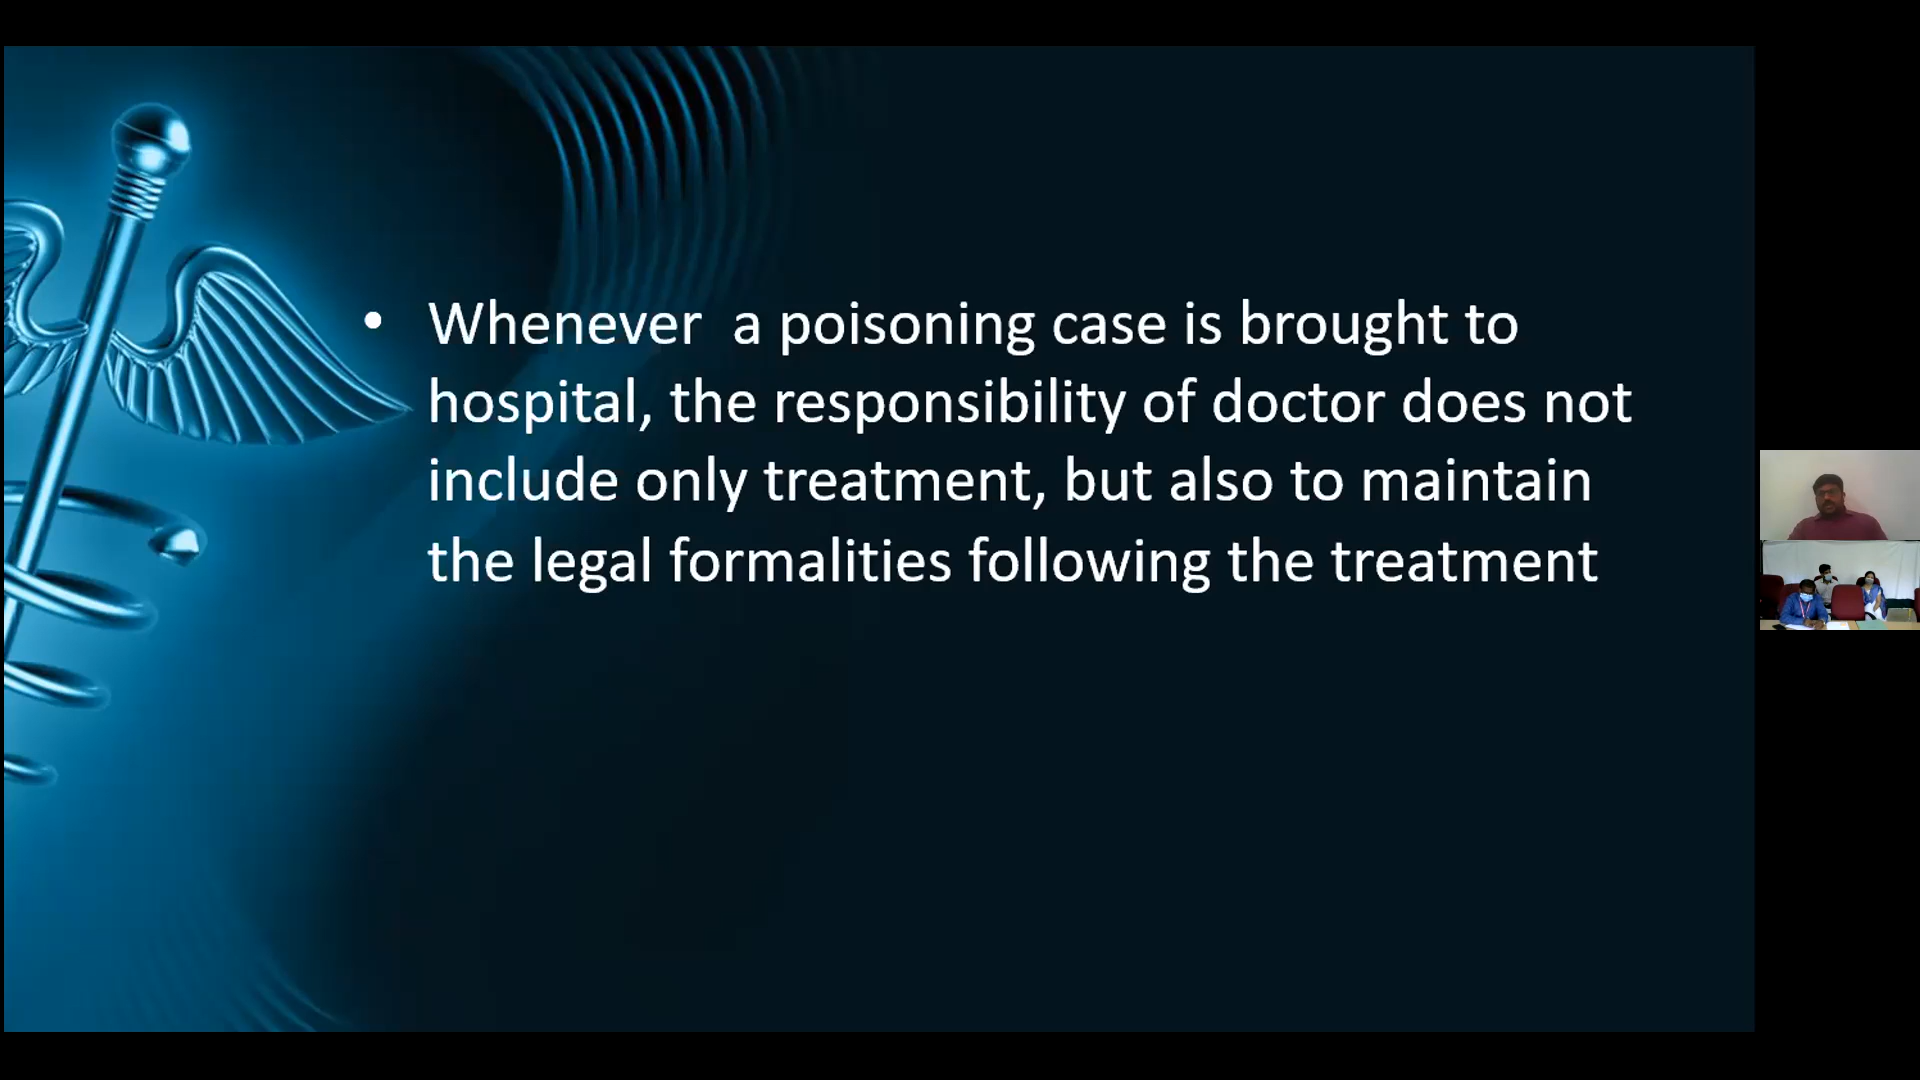 • Whenever  a poisoning case is brought to
hospital, the responsibility of doctor does not
include only treatment, but also to maintain
the legal formalities following the treatment